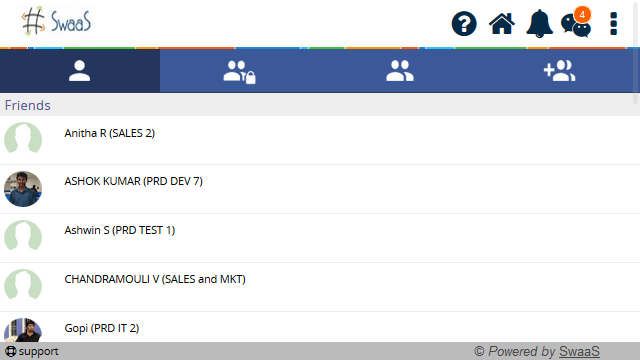 SwaaS
4
Friends
Anitha R (SALES 2)
ASHOK KUMAR (PRD DEV 7)
Ashwin S (PRD TEST 1)
CHANDRAMOULI V (SALES and MKT)
Gopi (PRD IT 2)
support
© Powered by SwaaS